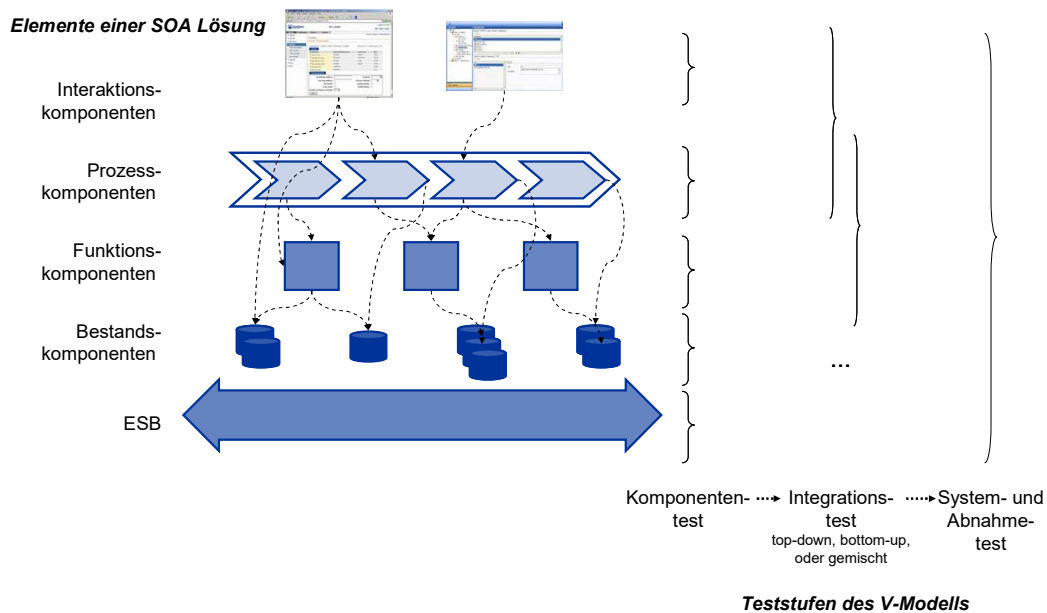 Elemente einer SOA Lösung
Interaktions-
komponenten
Prozess-
komponenten
Funktions-
komponenten
Bestands-
komponenten
...
ESB
Komponenten-
test
Integrations-
test
top-down, bottom-up,
oder gemischt
System- und
Abnahme-
test
Teststufen des V-Modells